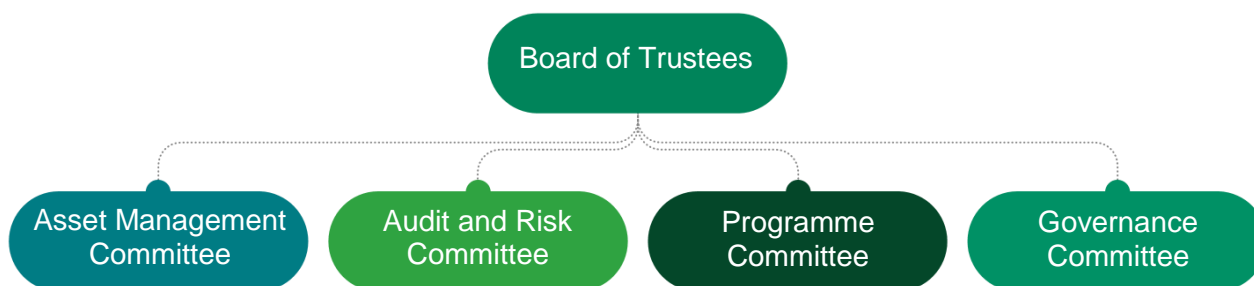 Board of Trustees
Asset Management
Committee
Audit and Risk
Committee
Programme
Committee
Governance
Committee